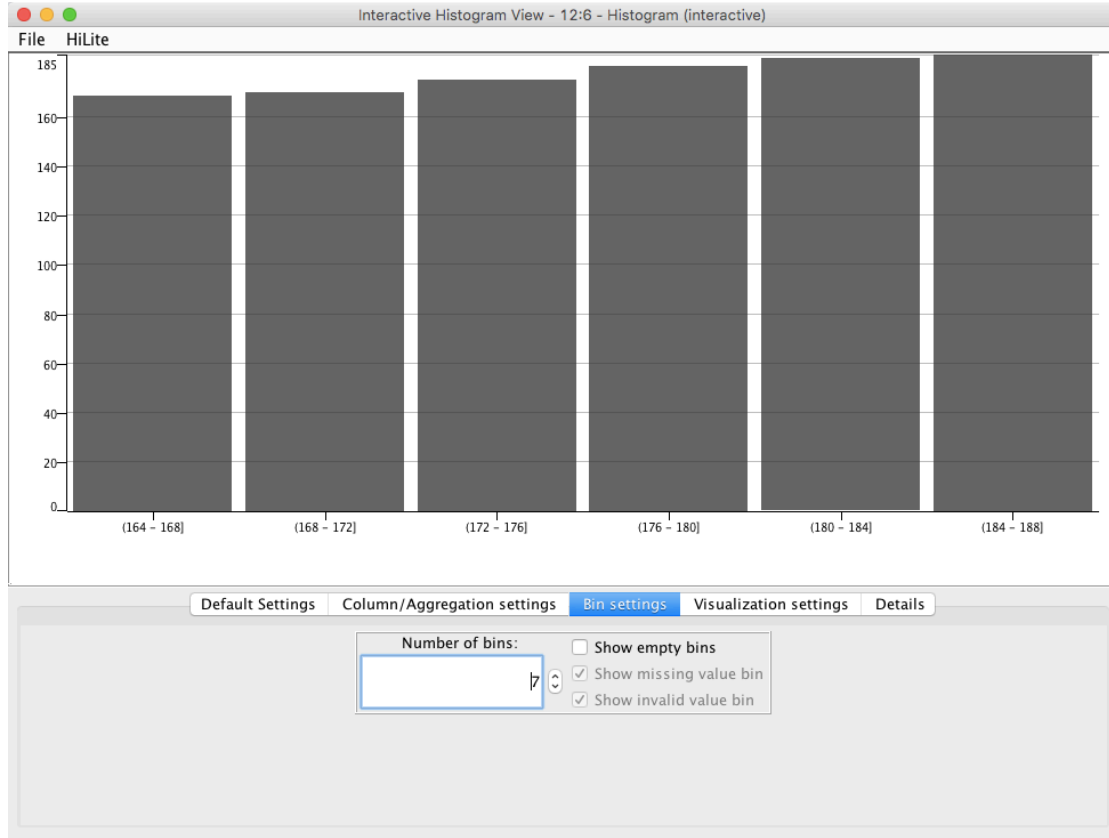 Interactive Histogram View - 12:6 - Histogram (interactive)
File HiLite
185
160
140
120
100
80
60
40
20
0
(164 - 168] (168 - 172] (172 - 176] (176 - 180] (180 - 184] (184 - 188]
Default Settings Column/Aggregation settings Bin settings Visualization settings Details
Number of bins:
7
Show empty bins
Show missing value bin
Show invalid value bin